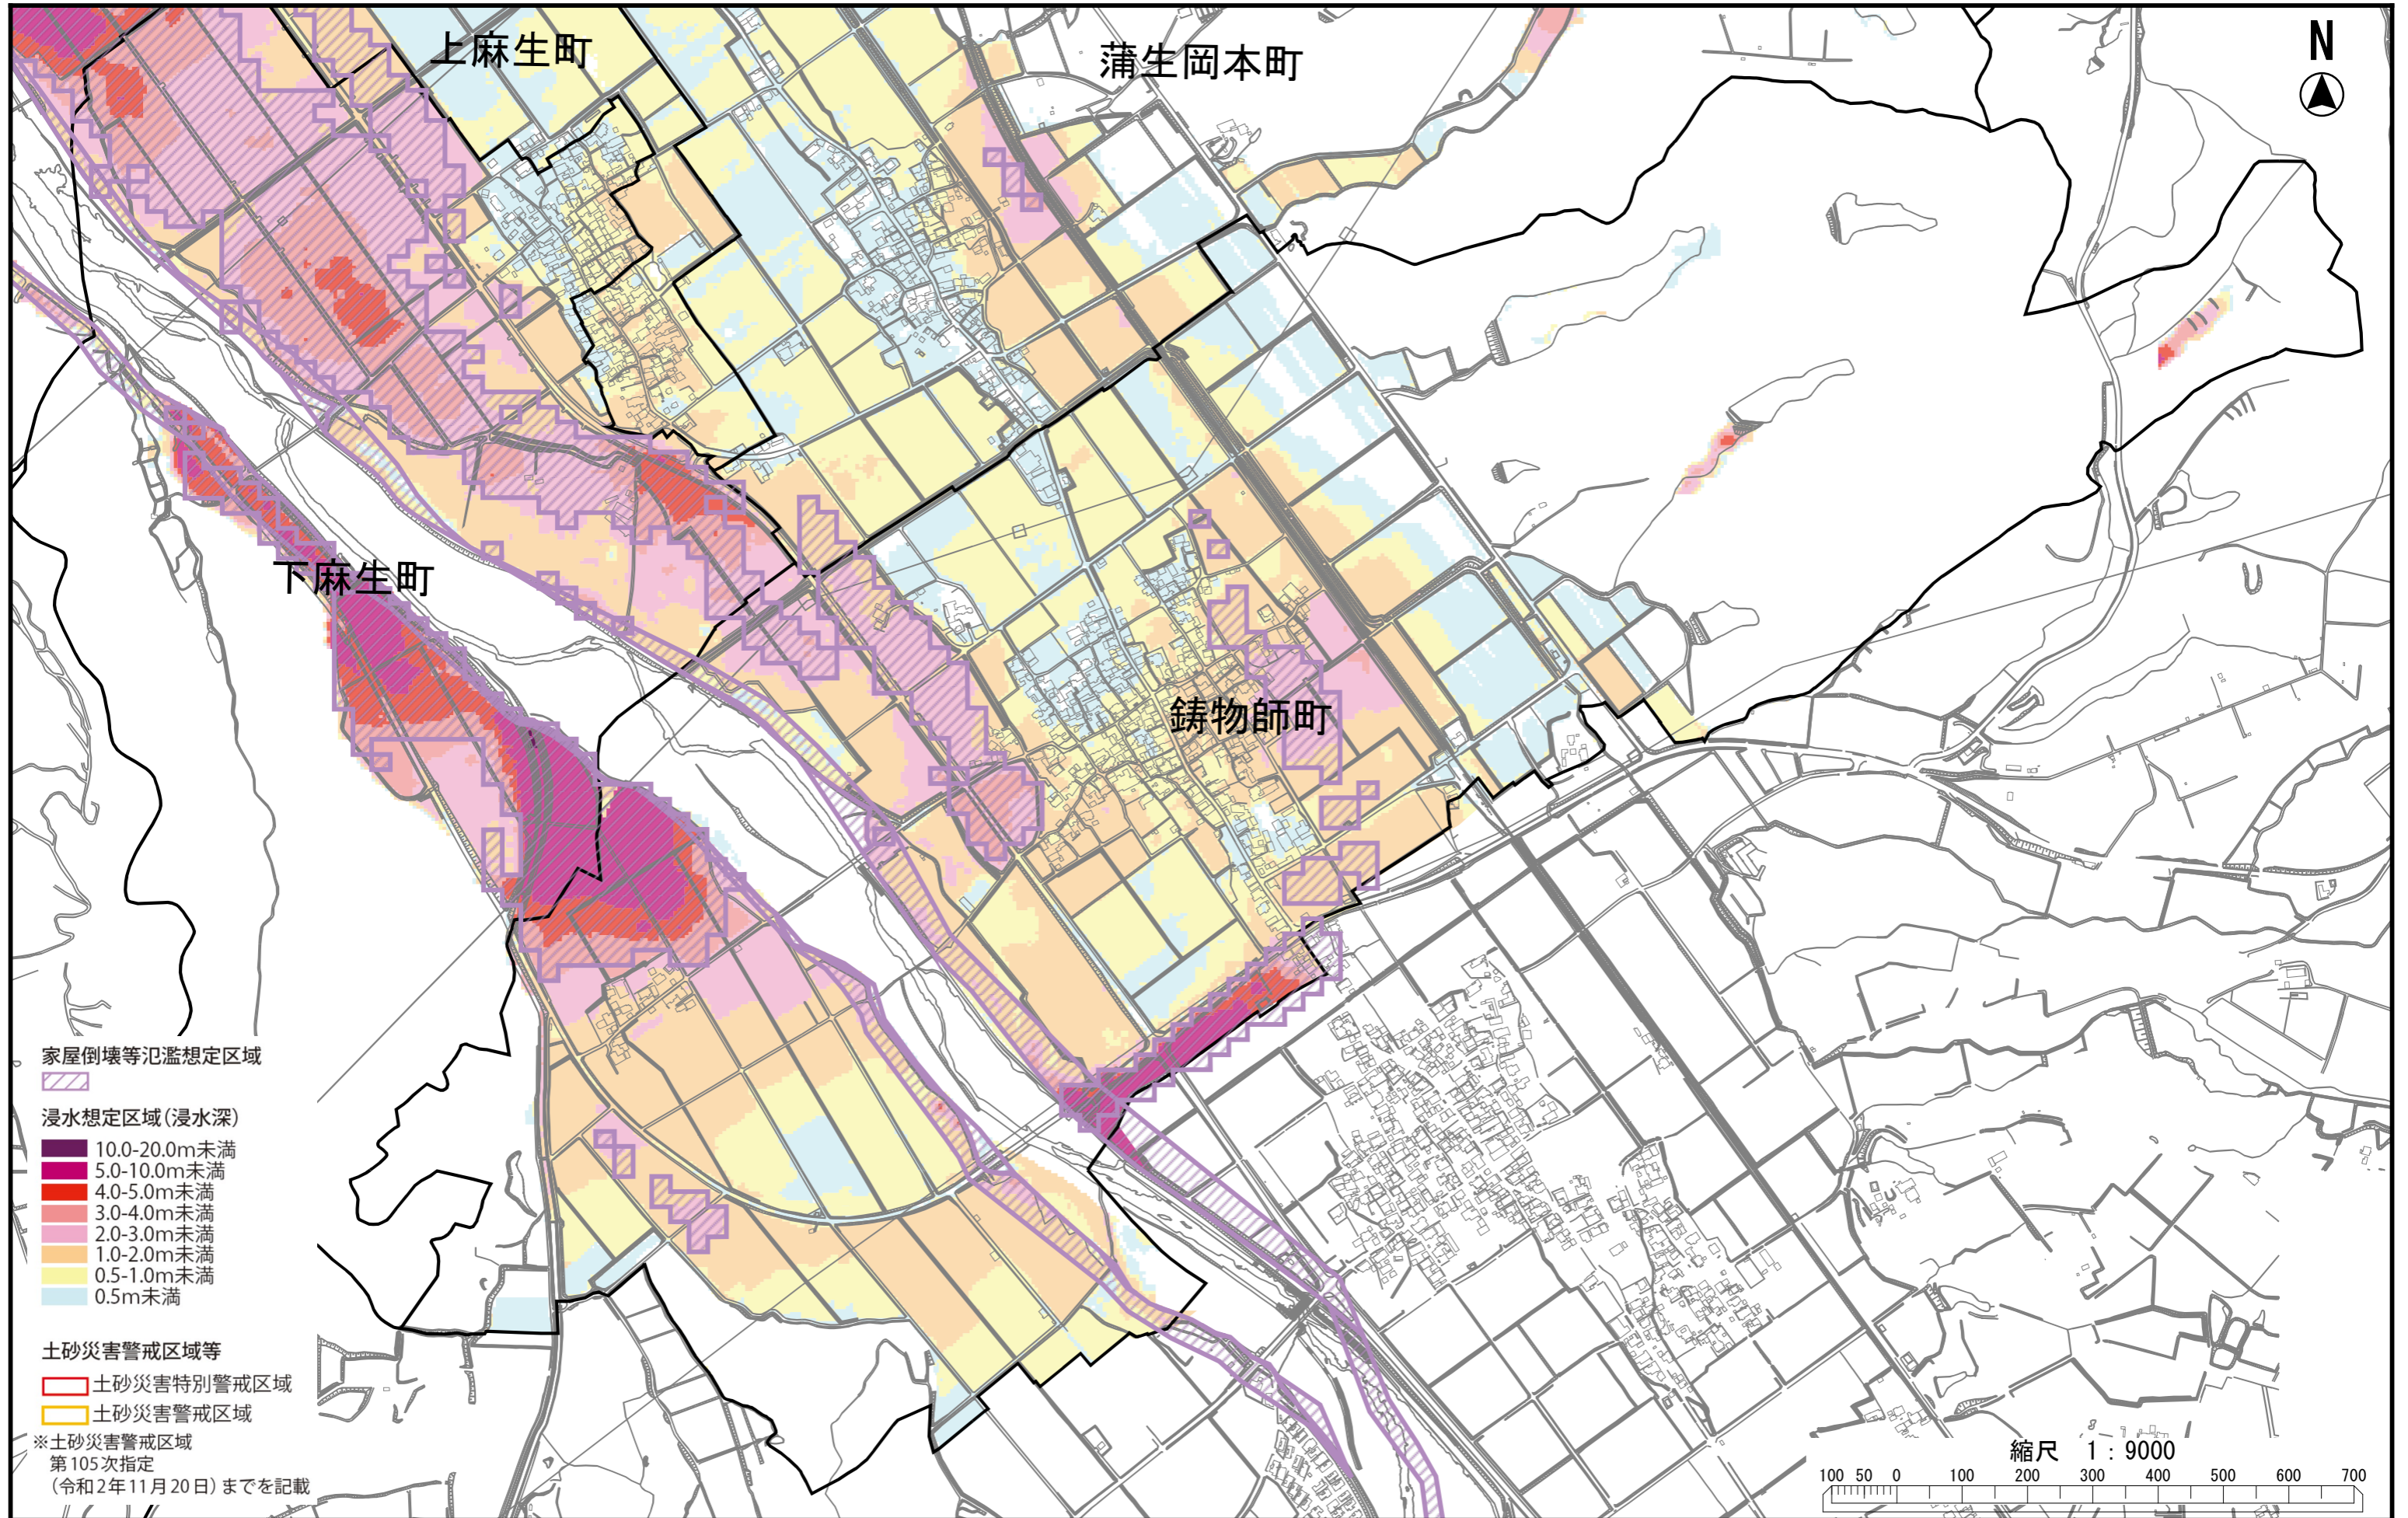 上麻生町
蒲生岡本町
N
下麻生町
鋳物師町
家屋倒壊等氾濫想定区域
浸水想定区域(浸水深)
10.0-20.0m未満
5.0-10.0m未満
4.0-5.0m未満
3.0-4.0m未満
2.0-3.0m未満
1.0-2.0m未満
0.5-1.0m未満
0.5m未満
土砂災害警戒区域等
土砂災害特別警戒区域
土砂災害警戒区域
※土砂災害警戒区域
第105次指定
(令和2年11月20日)までを記載
縮尺 1:9000
100 50 0 100 200 300 400 500 600 700